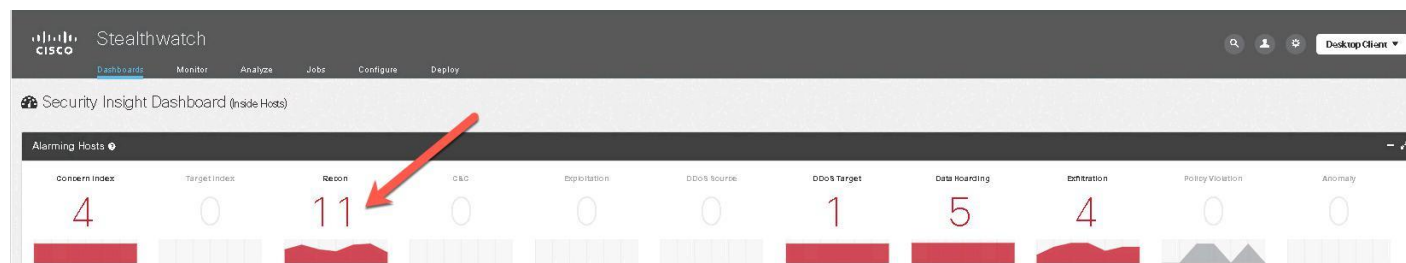 Stealthwatch
CISCO
Desktop Client
Dashboards Monitor Analyze Jobs Configure Deploy
Security Insight Dashboard (Inside Hosts)
Alarming Hosts
Concern Index Target Index Recon C&C Exploitation DDoS Source DDoS Target Data Hoarding Exfiltration Policy Violation Anomaly
4 0 11 0 0 0 1 5 4 0 0